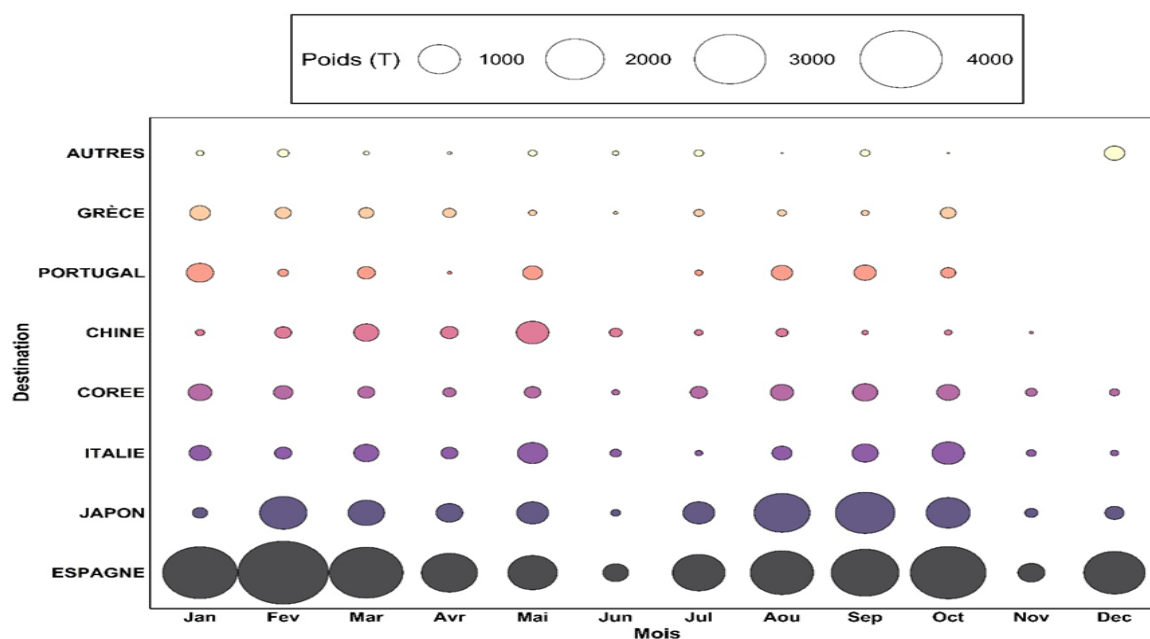 Poids (T) 1000 2000 3000 4000
AUTRES
GRÈCE
PORTUGAL
CHINE
COREE
ITALIE
JAPON
ESPAGNE
Destination
Jan Fev Mar Avr Mai Jun Jul Aou Sep Oct Nov Dec
Mois